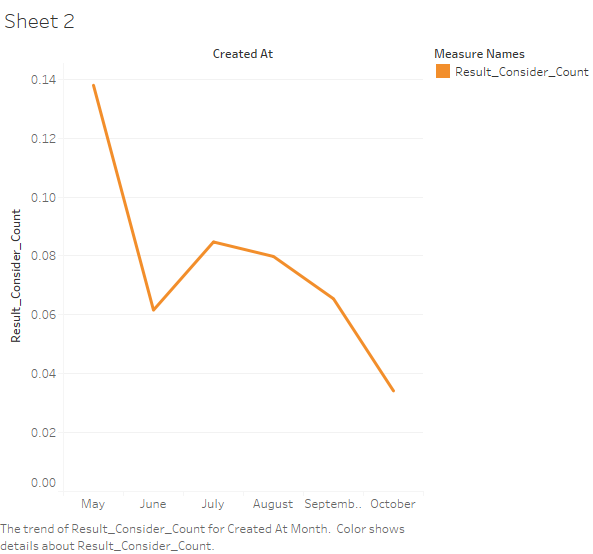 Sheet 2
Created At
Measure Names
Result_Consider_Count
0.14
0.12
0.10
0.08
0.06
0.04
0.02
0.00
Result_Consider_Count
May June July August Septemb.. October
The trend of Result_Consider_Count for Created At Month. Color shows
details about Result_Consider_Count.